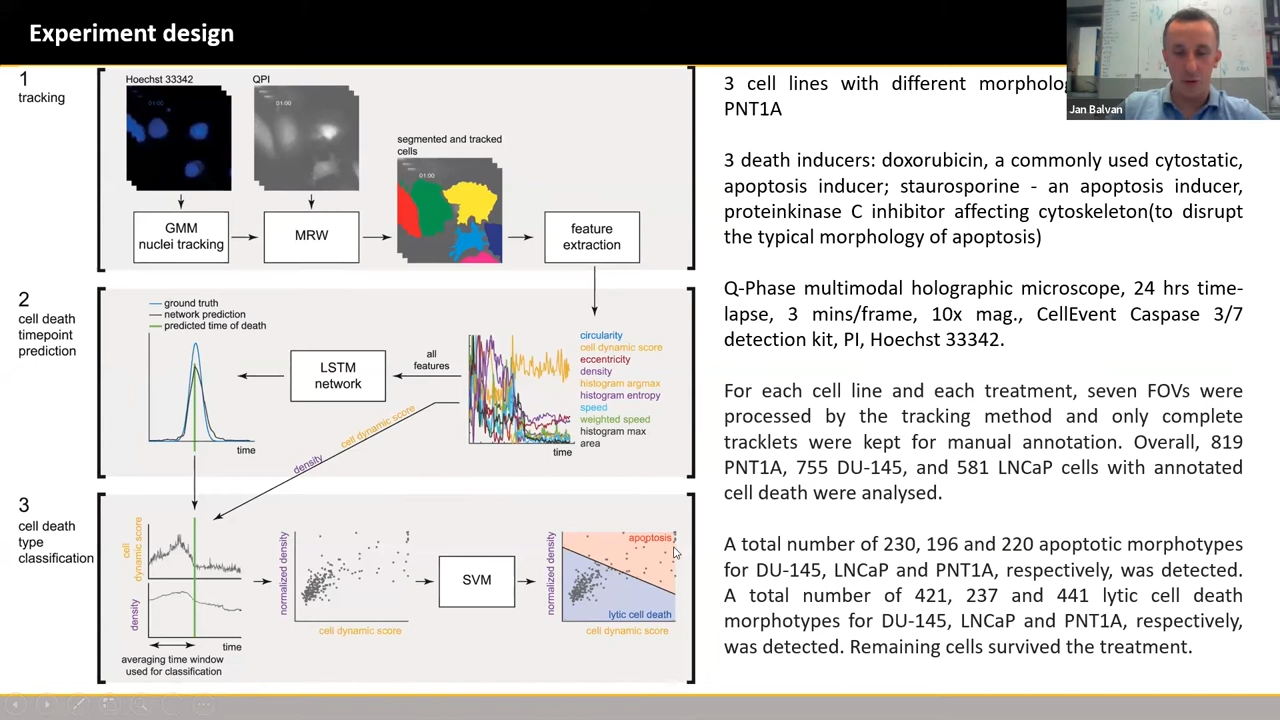 Experiment design
Jan Balvan
1
tracking
Hoechst 33342
QPI
01:00
01:00
segmented and tracked
cells
01:00
GMM
nuclei tracking
MRW
feature
extraction
2
cell death
timepoint
prediction
ground truth
network prediction
predicted time of death
time
LSTM
network
all
features
cell dynamic score
density
time
circularity
cell dynamic score
eccentricity
density
histogram argmax
histogram entropy
speed
weighted speed
histogram max
area
3
cell death
type
classification
cell
dynamic score
density
time
averaging time window
used for classification
normalized density
cell dynamic score
SVM
normalized density
apoptosis
lytic cell death
cell dynamic score
3 cell lines with different morpholog
PNT1A
3 death inducers: doxorubicin, a commonly used cytostatic,
apoptosis inducer; staurosporine - an apoptosis inducer,
proteinkinase C inhibitor affecting cytoskeleton(to disrupt
the typical morphology of apoptosis)
Q-Phase multimodal holographic microscope, 24 hrs time-
lapse, 3 mins/frame, 10x mag., CellEvent Caspase 3/7
detection kit, PI, Hoechst 33342.
For each cell line and each treatment, seven FOVs were
processed by the tracking method and only complete
tracklets were kept for manual annotation. Overall, 819
PNT1A, 755 DU-145, and 581 LNCaP cells with annotated
cell death were analysed.
A total number of 230, 196 and 220 apoptotic morphotypes
for DU-145, LNCaP and PNT1A, respectively, was detected.
A total number of 421, 237 and 441 lytic cell death
morphotypes for DU-145, LNCaP and PNT1A, respectively,
was detected. Remaining cells survived the treatment.